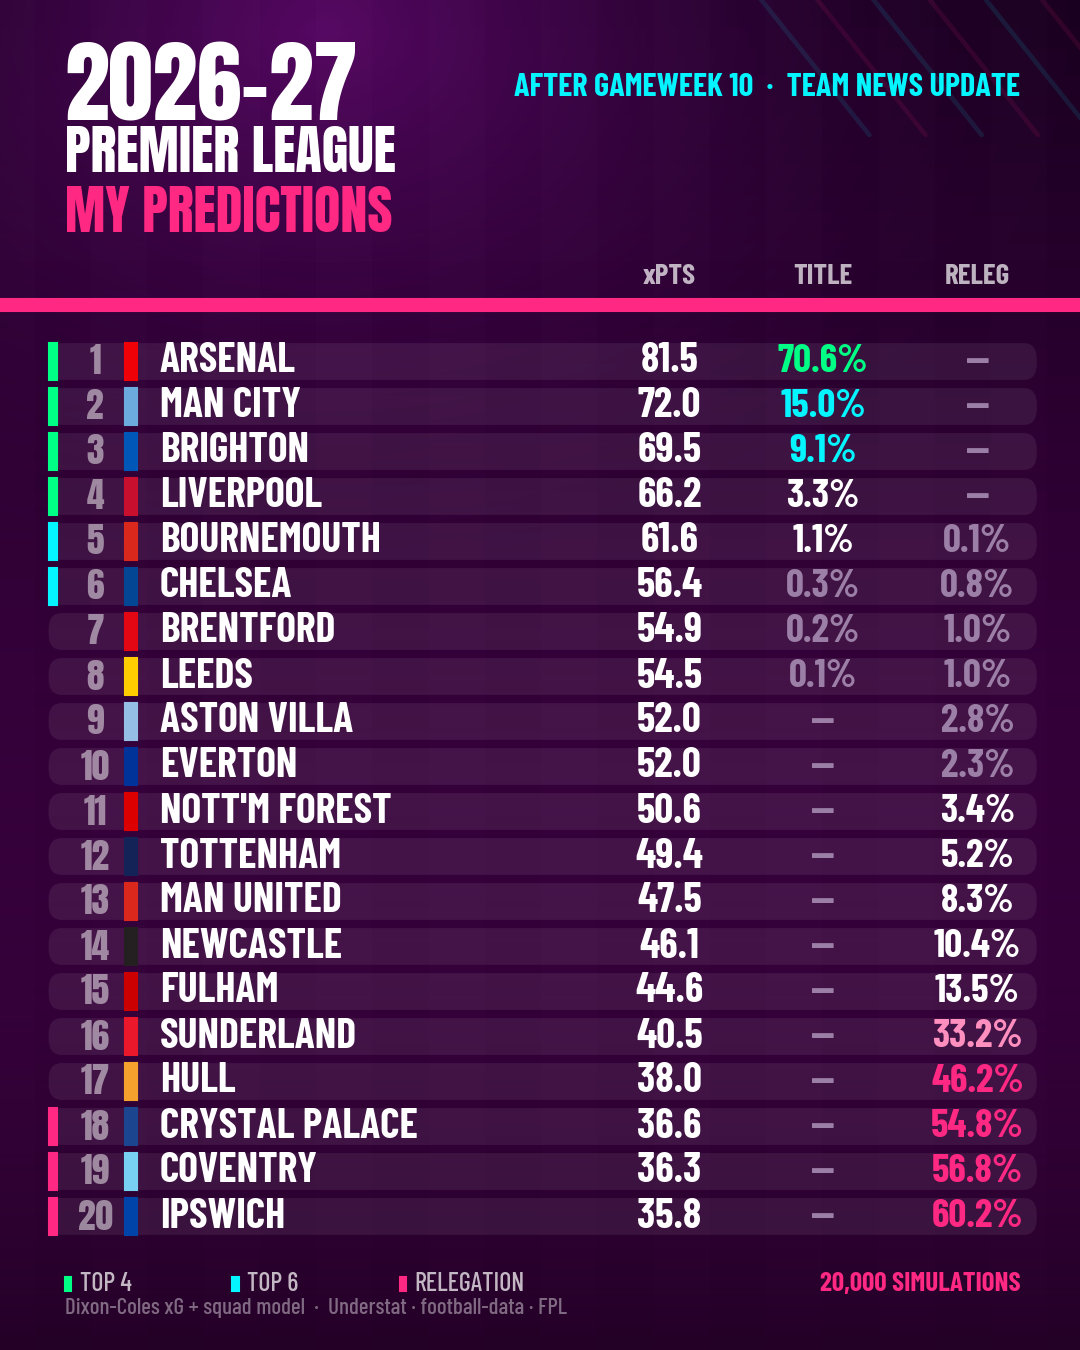 2026-27
PREMIER LEAGUE
MY PREDICTIONS
AFTER GAMEWEEK 10 · TEAM NEWS UPDATE
xPTS TITLE RELEG
1 ARSENAL 81.5 70.6% –
2 MAN CITY 72.0 15.0% –
3 BRIGHTON 69.5 9.1% –
4 LIVERPOOL 66.2 3.3% –
5 BOURNEMOUTH 61.6 1.1% 0.1%
6 CHELSEA 56.4 0.3% 0.8%
7 BRENTFORD 54.9 0.2% 1.0%
8 LEEDS 54.5 0.1% 1.0%
9 ASTON VILLA 52.0 – 2.8%
10 EVERTON 52.0 – 2.3%
11 NOTT'M FOREST 50.6 – 3.4%
12 TOTTENHAM 49.4 – 5.2%
13 MAN UNITED 47.5 – 8.3%
14 NEWCASTLE 46.1 – 10.4%
15 FULHAM 44.6 – 13.5%
16 SUNDERLAND 40.5 – 33.2%
17 HULL 38.0 – 46.2%
18 CRYSTAL PALACE 36.6 – 54.8%
19 COVENTRY 36.3 – 56.8%
20 IPSWICH 35.8 – 60.2%
TOP 4 TOP 6 RELEGATION 20,000 SIMULATIONS
Dixon-Coles xG + squad model · Understat · football-data · FPL